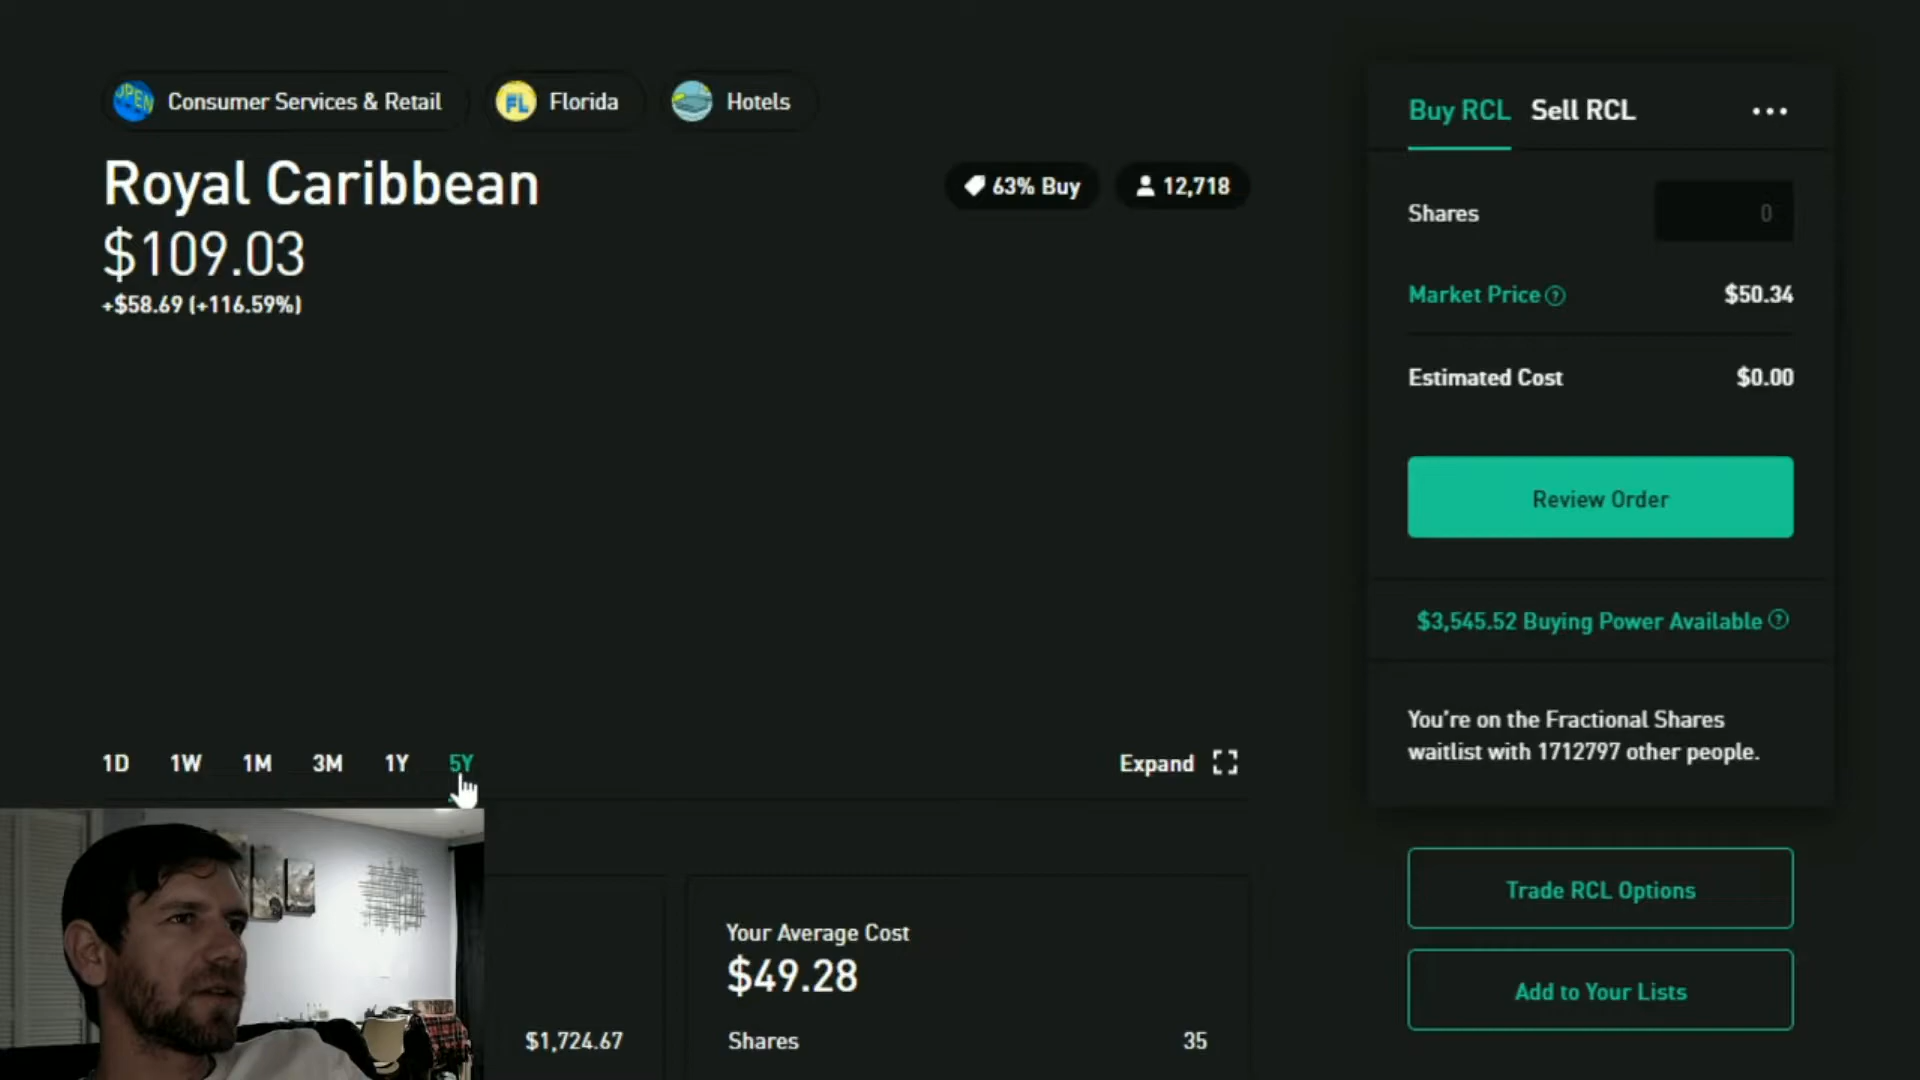 OPEN
Consumer Services & Retail
FL
Florida
Hotels
Royal Caribbean
$109.03
+$58.69 (+116.59%)
63% Buy
12,718
1D
1W
1M
3M
1Y
5Y
Expand
Your Average Cost
$49.28
$1,724.67
Shares
35
Buy RCL
Sell RCL
Shares
0
Market Price
?
$50.34
Estimated Cost
$0.00
Review Order
$3,545.52 Buying Power Available
?
You're on the Fractional Shares
waitlist with 1712797 other people.
Trade RCL Options
Add to Your Lists